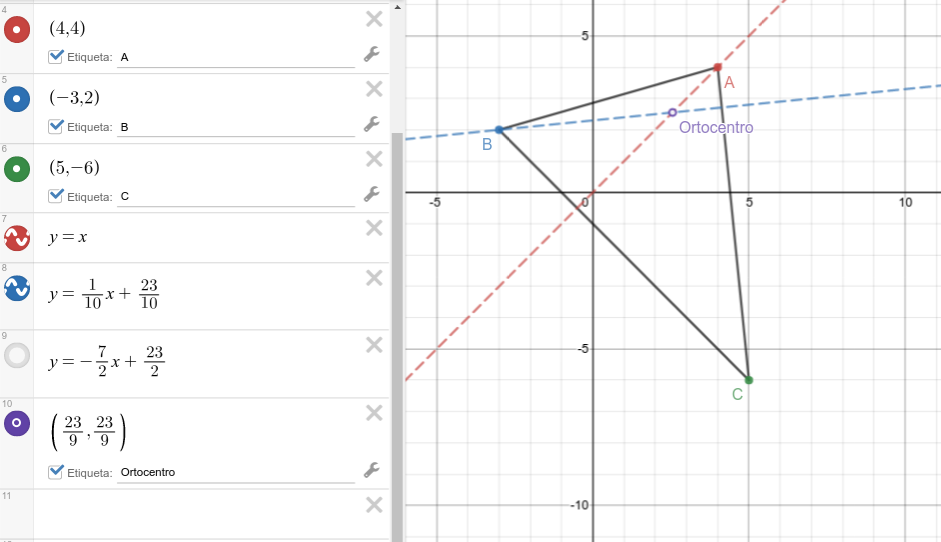 4
(4,4)
Etiqueta: A
5
(−3,2)
Etiqueta: B
6
(5,−6)
Etiqueta: C
7
y = x
8
y = 1/10 x + 23/10
9
y = − 7/2 x + 23/2
10
(23/9, 23/9)
Etiqueta: Ortocentro
11
5
A
Ortocentro
B
-5 0 5 10
-5
C
-10